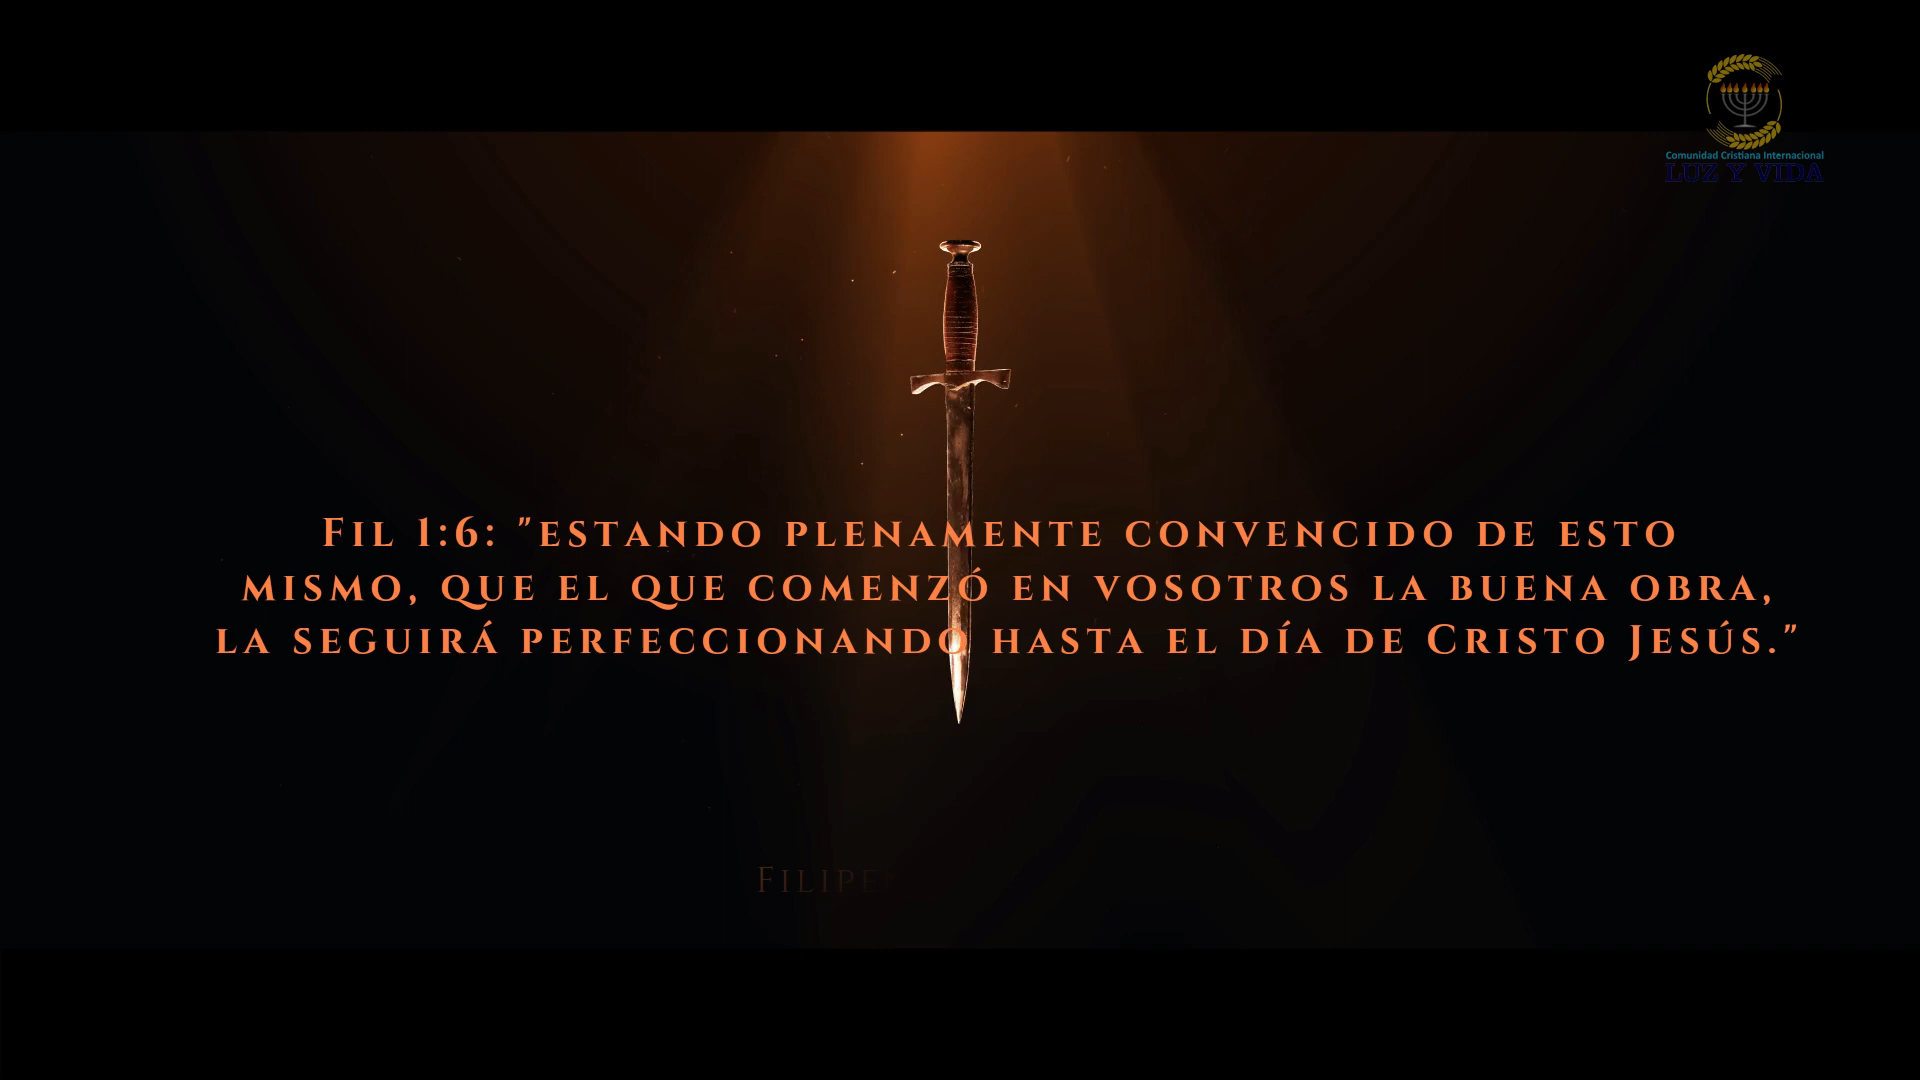 Comunidad Cristiana Internacional
LUZ Y VIDA
Fil 1:6: "estando plenamente convencido de esto
mismo, que el que comenzó en vosotros la buena obra,
la seguirá perfeccionando hasta el día de Cristo Jesús."